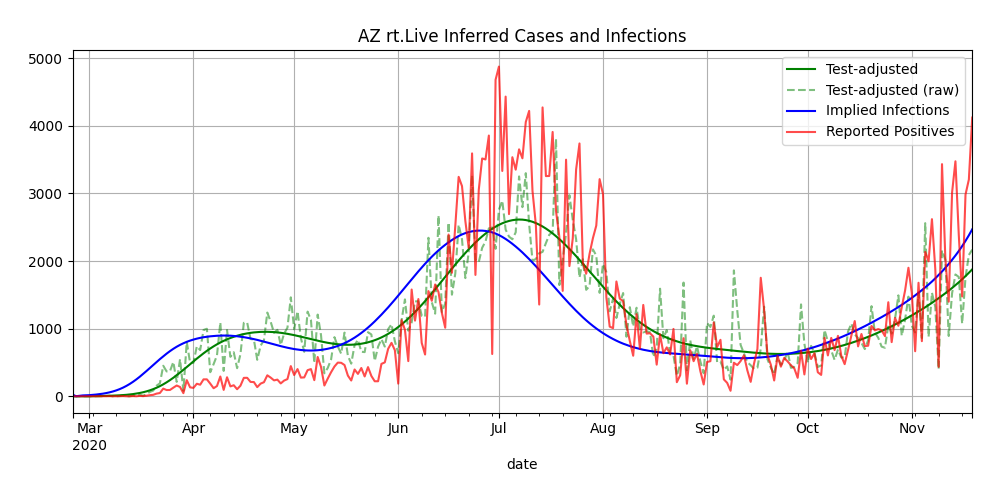 AZ rt.Live Inferred Cases and Infections
5000
4000
3000
2000
1000
0
Test-adjusted
Test-adjusted (raw)
Implied Infections
Reported Positives
Mar Apr May Jun Jul Aug Sep Oct Nov
2020
date